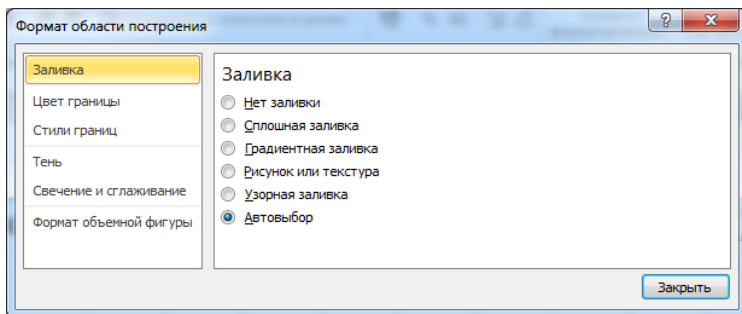 Формат области построения
Заливка
Цвет границы
Стили границ
Тень
Свечение и сглаживание
Формат объемной фигуры
Заливка
Нет заливки
Сплошная заливка
Градиентная заливка
Рисунок или текстура
Узорная заливка
Автовыбор
Закрыть